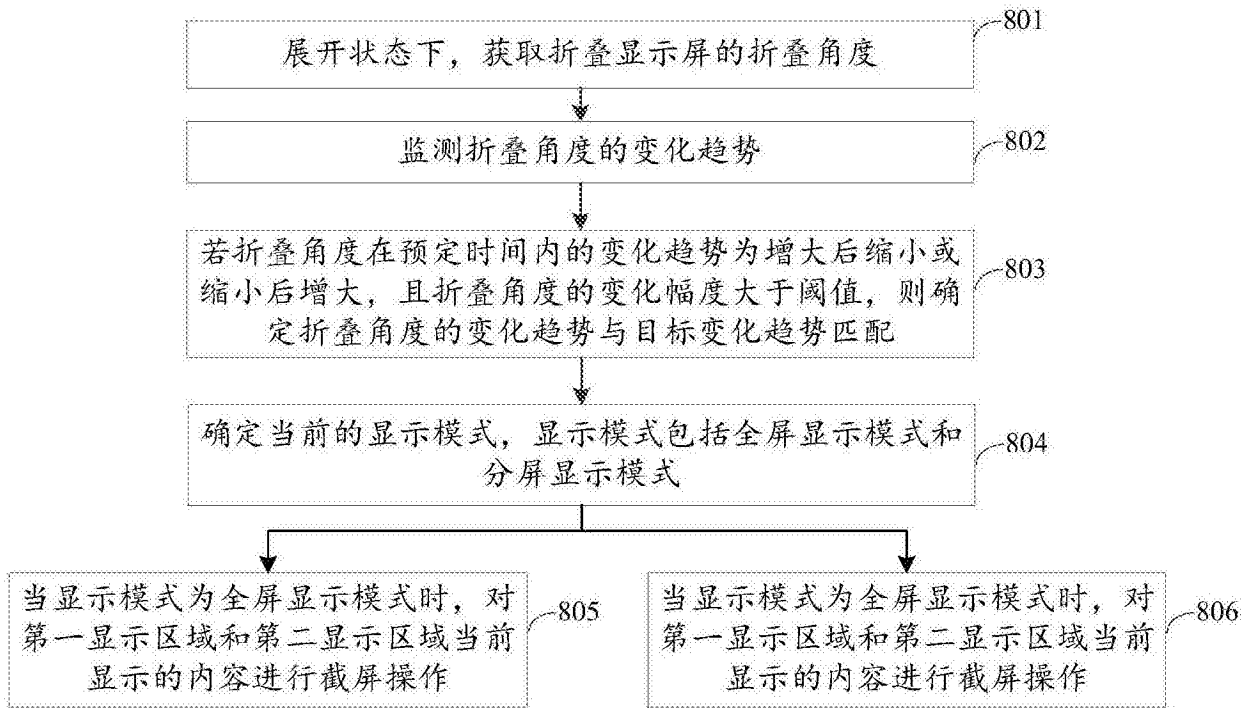 801
展开状态下，获取折叠显示屏的折叠角度
802
监测折叠角度的变化趋势
803
若折叠角度在预定时间内的变化趋势为增大后缩小或
缩小后增大，且折叠角度的变化幅度大于阈值，则确
定折叠角度的变化趋势与目标变化趋势匹配
804
确定当前的显示模式，显示模式包括全屏显示模式和
分屏显示模式
805
当显示模式为全屏显示模式时，对
第一显示区域和第二显示区域当前
显示的内容进行截屏操作
806
当显示模式为全屏显示模式时，对
第一显示区域和第二显示区域当前
显示的内容进行截屏操作